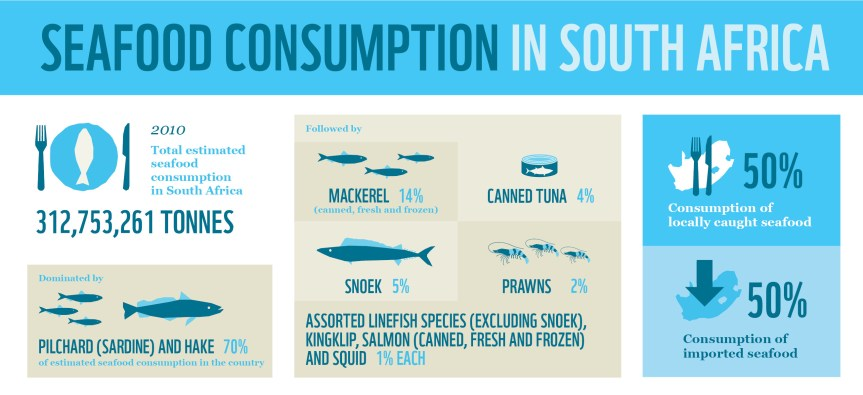 SEAFOOD CONSUMPTION IN SOUTH AFRICA
2010
Total estimated
seafood
consumption
in South Africa
312,753,261 TONNES
Dominated by
PILCHARD (SARDINE) AND HAKE 70%
of estimated seafood consumption in the country
Followed by
MACKEREL 14%
(canned, fresh and frozen)
CANNED TUNA 4%
SNOEK 5%
PRAWNS 2%
ASSORTED LINEFISH SPECIES (EXCLUDING SNOEK),
KINGKLIP, SALMON (CANNED, FRESH AND FROZEN)
AND SQUID 1% EACH
50%
Consumption of
locally caught seafood
50%
Consumption of
imported seafood